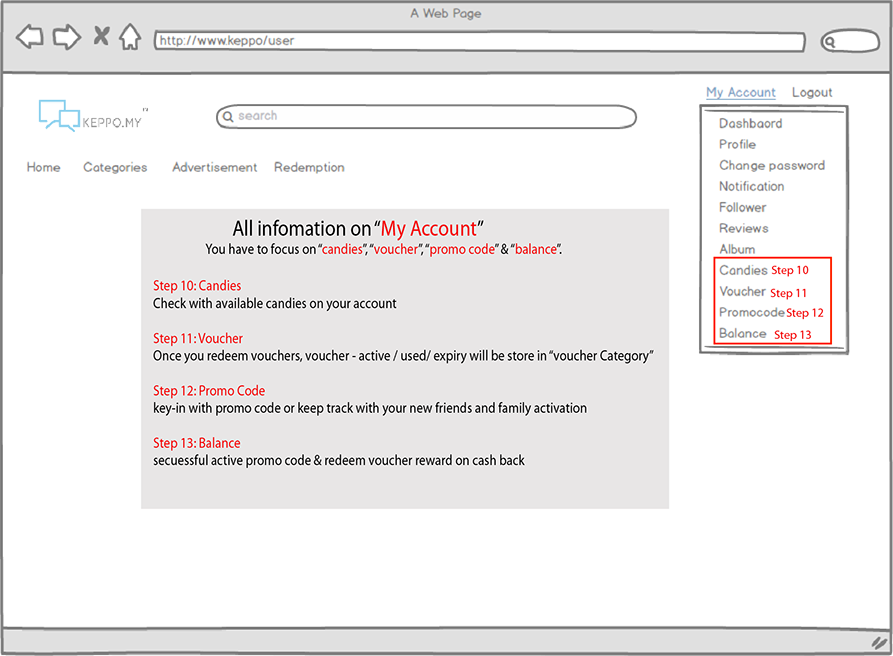 A Web Page
http://www.keppo/user
My Account Logout
KEPPO.MY
search
Dashbaord
Profile
Change password
Notification
Follower
Reviews
Album
Candies Step 10
Voucher Step 11
Promocode Step 12
Balance Step 13
Home Categories Advertisement Redemption
All infomation on “My Account”
You have to focus on “candies”, “voucher”, “promo code” & “balance”.
Step 10: Candies
Check with available candies on your account
Step 11: Voucher
Once you redeem vouchers, voucher - active / used/ expiry will be store in “voucher Category”
Step 12: Promo Code
key-in with promo code or keep track with your new friends and family activation
Step 13: Balance
secuessful active promo code & redeem voucher reward on cash back